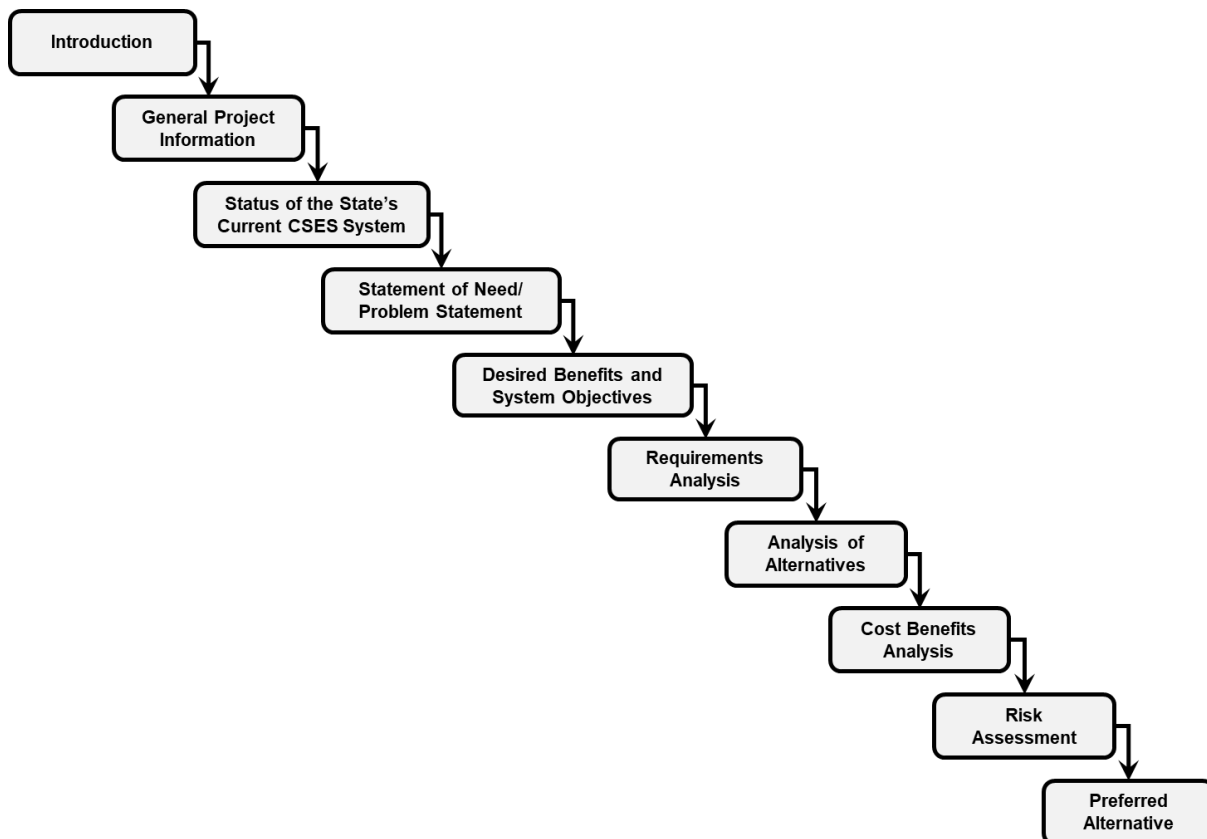 Introduction
General Project
Information
Status of the State’s
Current CSES System
Statement of Need/
Problem Statement
Desired Benefits and
System Objectives
Requirements
Analysis
Analysis of
Alternatives
Cost Benefits
Analysis
Risk
Assessment
Preferred
Alternative